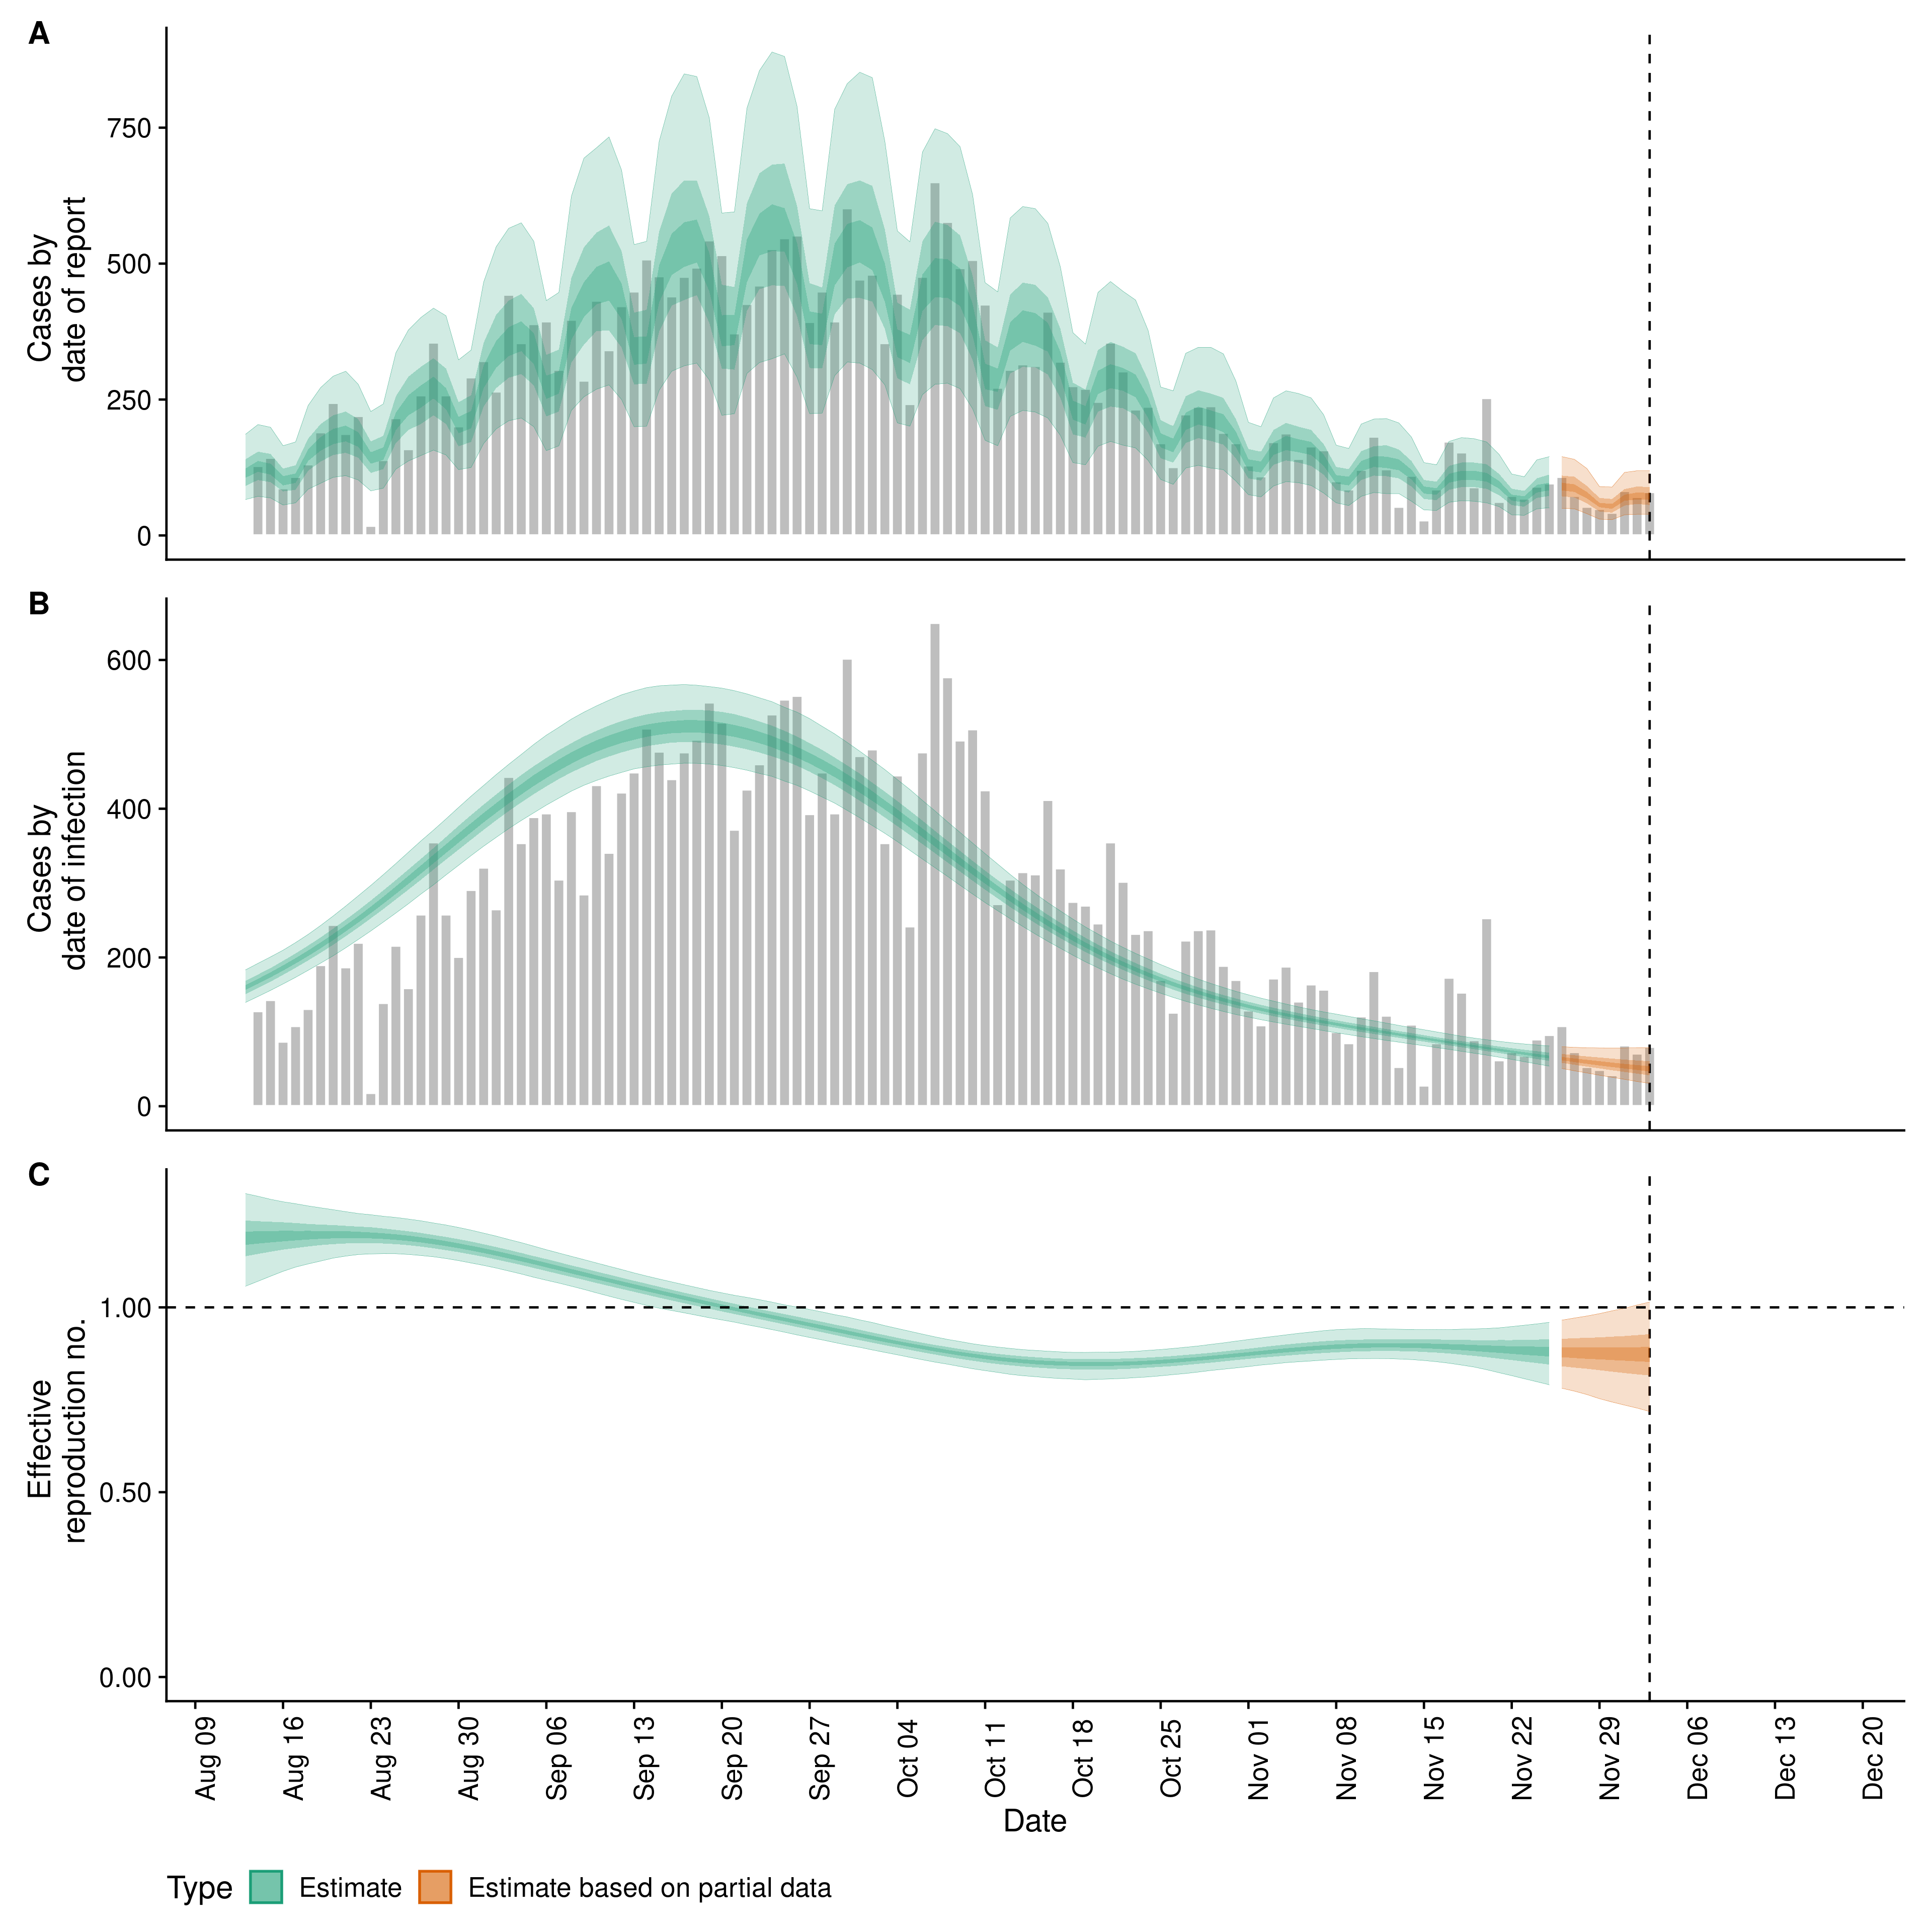 A
Cases by
date of report
750
500
250
0
B
Cases by
date of infection
600
400
200
0
C
Effective
reproduction no.
1.00
0.50
0.00
Aug 09
Aug 16
Aug 23
Aug 30
Sep 06
Sep 13
Sep 20
Sep 27
Oct 04
Oct 11
Oct 18
Oct 25
Nov 01
Nov 08
Nov 15
Nov 22
Nov 29
Dec 06
Dec 13
Dec 20
Date
Type Estimate Estimate based on partial data